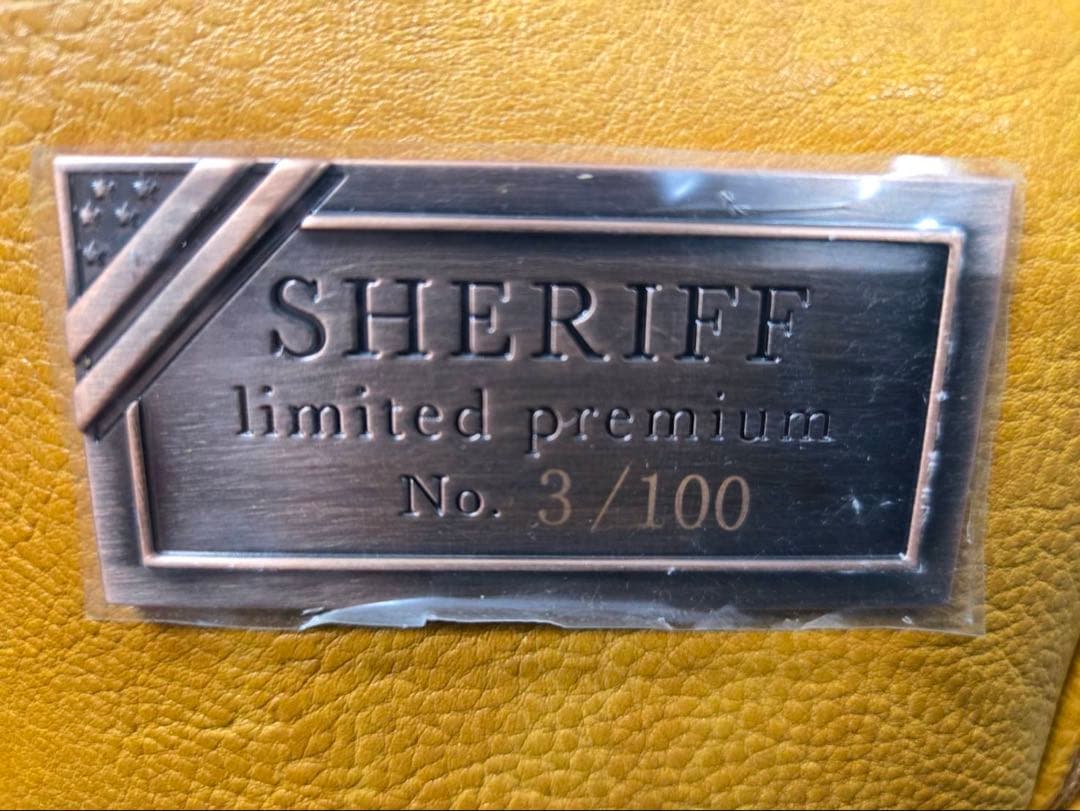 SHERIFF
limited premium
No. 3/100